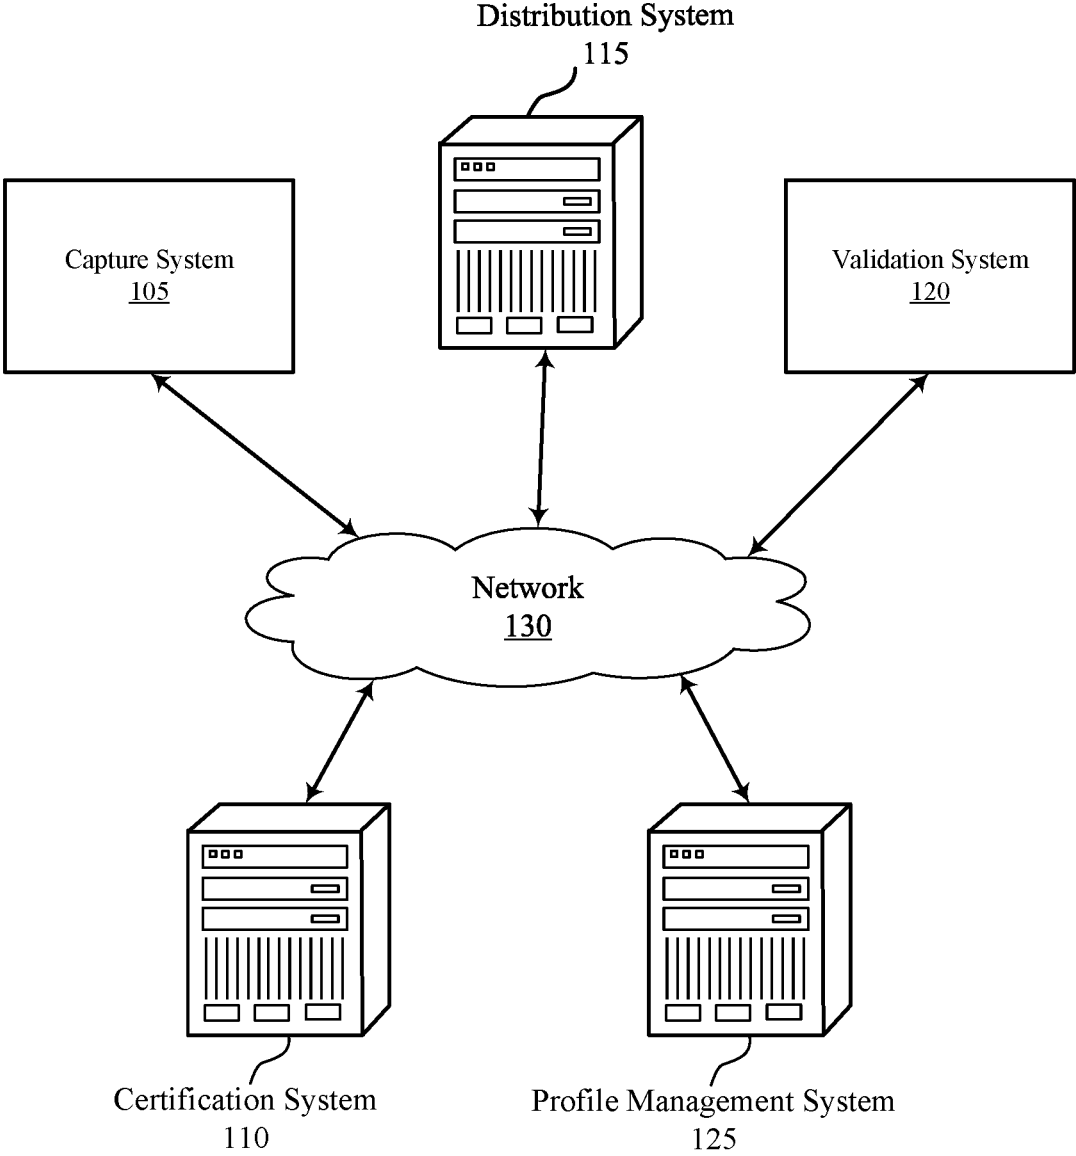 Distribution System
115
Capture System
105
Validation System
120
Network
130
Certification System
110
Profile Management System
125